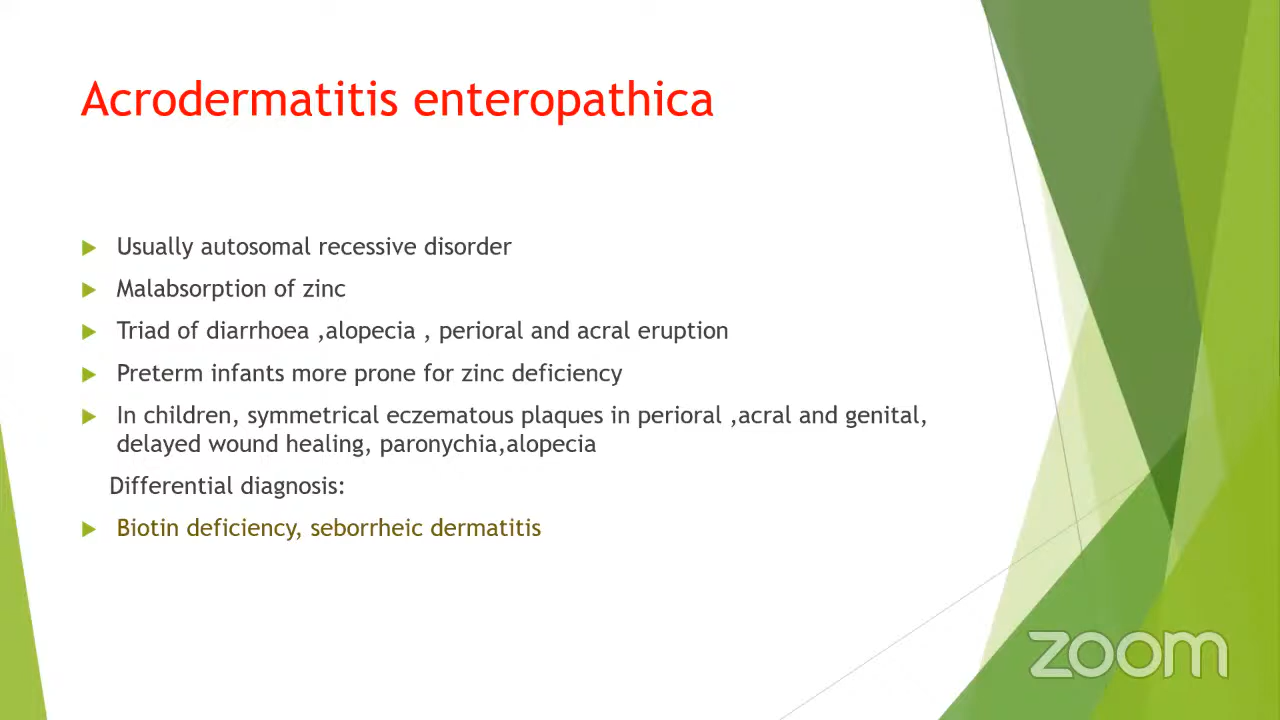 Acrodermatitis enteropathica
Usually autosomal recessive disorder
Malabsorption of zinc
Triad of diarrhoea ,alopecia , perioral and acral eruption
Preterm infants more prone for zinc deficiency
In children, symmetrical eczematous plaques in perioral ,acral and genital,
delayed wound healing, paronychia,alopecia
Differential diagnosis:
Biotin deficiency, seborrheic dermatitis
zoom